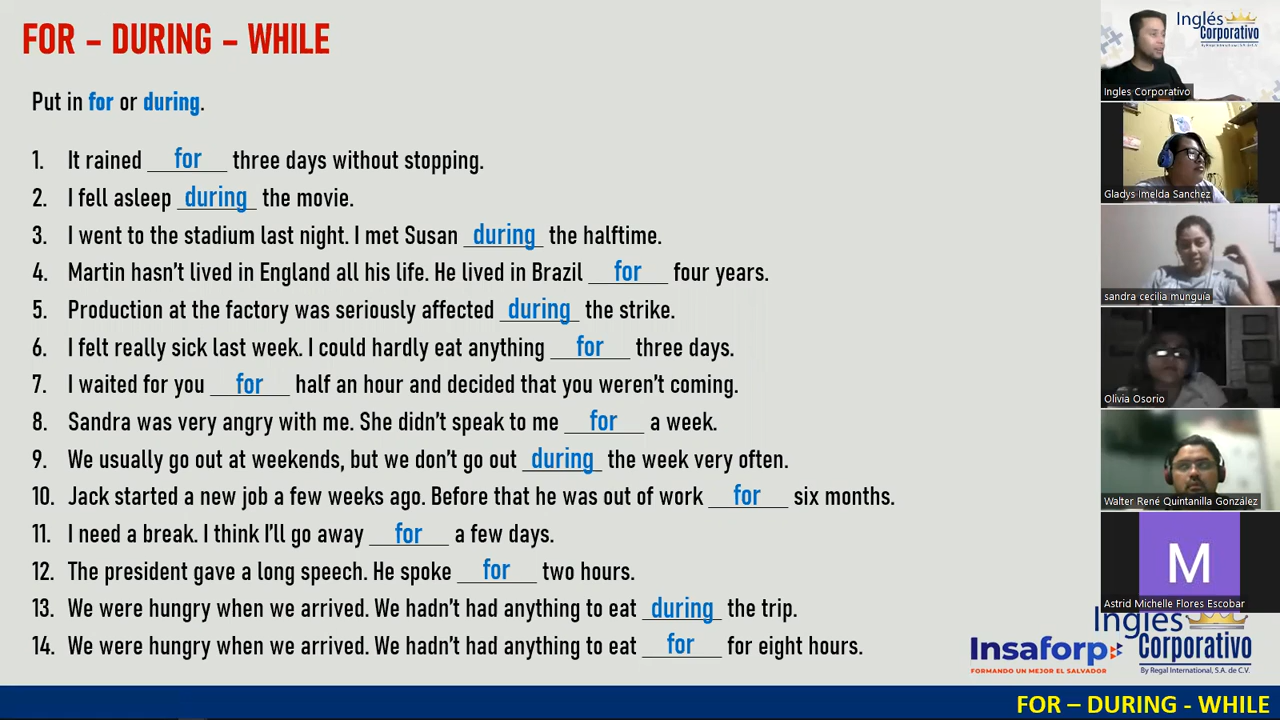 FOR – DURING – WHILE
Put in for or during.
1. It rained for three days without stopping.
2. I fell asleep during the movie.
3. I went to the stadium last night. I met Susan during the halftime.
4. Martin hasn't lived in England all his life. He lived in Brazil for four years.
5. Production at the factory was seriously affected during the strike.
6. I felt really sick last week. I could hardly eat anything for three days.
7. I waited for you for half an hour and decided that you weren't coming.
8. Sandra was very angry with me. She didn't speak to me for a week.
9. We usually go out at weekends, but we don't go out during the week very often.
10. Jack started a new job a few weeks ago. Before that he was out of work for six months.
11. I need a break. I think I'll go away for a few days.
12. The president gave a long speech. He spoke for two hours.
13. We were hungry when we arrived. We hadn't had anything to eat during the trip.
14. We were hungry when we arrived. We hadn't had anything to eat for for eight hours.
Inglés
Corporativo
By Regal International, S.A. de C.V.
Ingles Corporativo
Gladys Imelda Sanchez
sandra cecilia munguía
Olivia Osorio
Walter René Quintanilla González
M
Astrid Michelle Flores Escobar
Insaforp
FORMANDO UN MEJOR EL SALVADOR
Inglés
Corporativo
By Regal International, S.A. de C.V.
FOR – DURING - WHILE